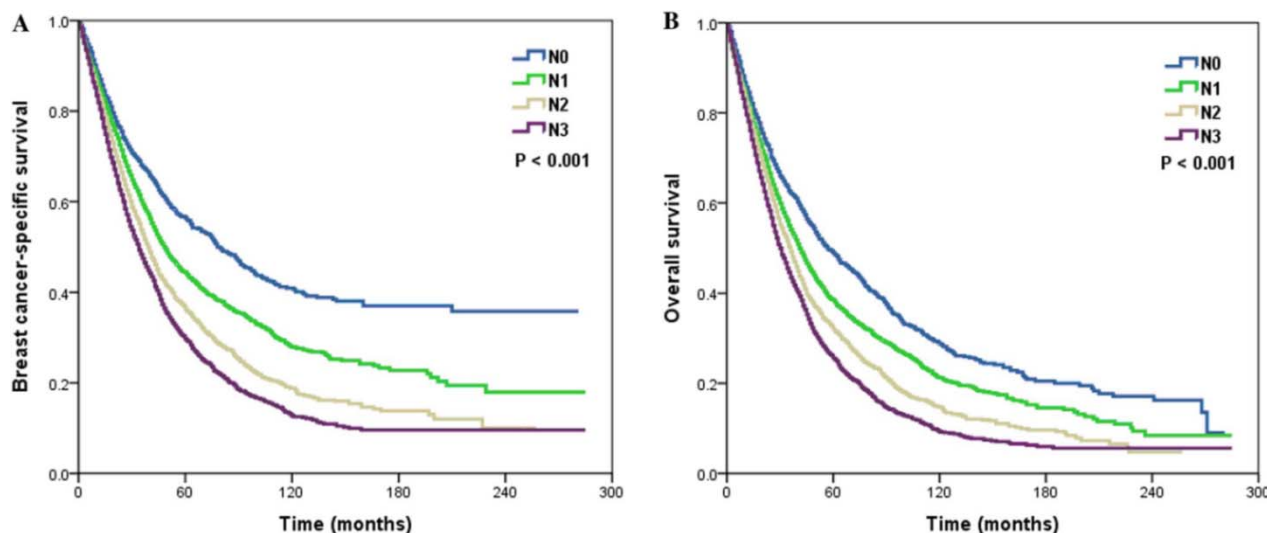 A
Breast cancer-specific survival
1.0
0.8
0.6
0.4
0.2
0.0
0 60 120 180 240 300
Time (months)
N0
N1
N2
N3
P < 0.001
B
Overall survival
1.0
0.8
0.6
0.4
0.2
0.0
0 60 120 180 240 300
Time (months)
N0
N1
N2
N3
P < 0.001